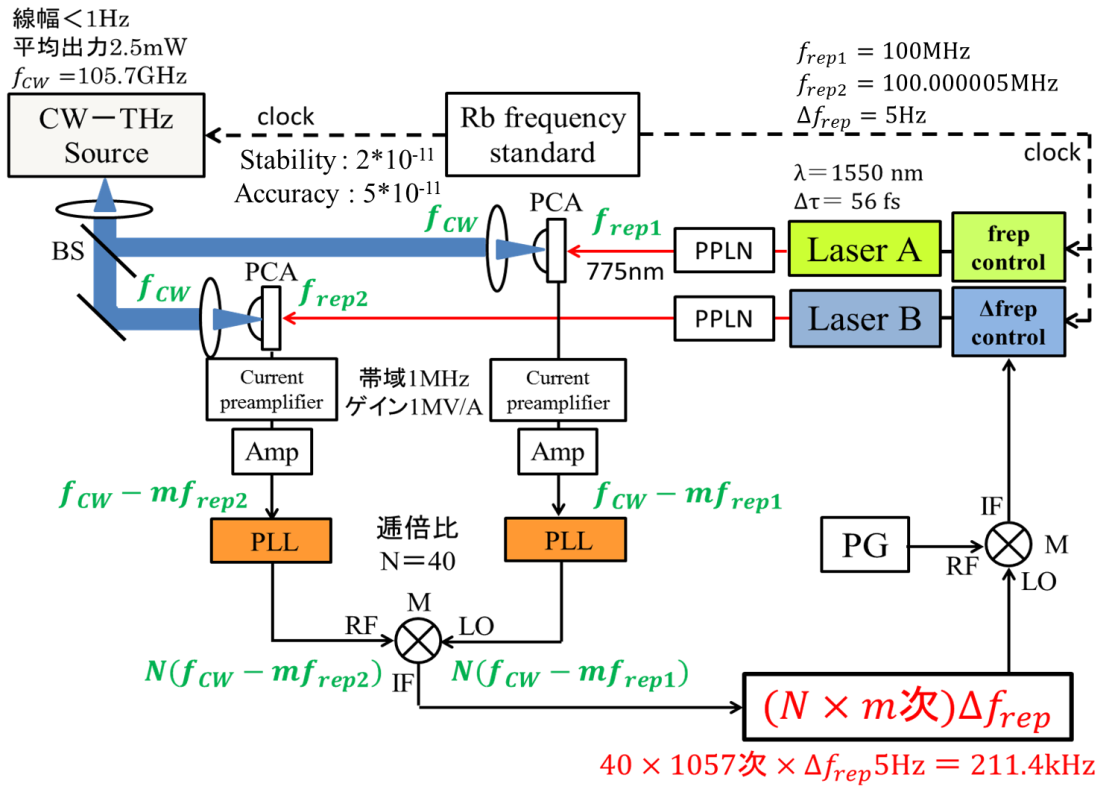 線幅＜1Hz
平均出力2.5mW
f_CW =105.7GHz
CW－THz
Source
clock
Stability : 2*10^-11
Accuracy : 5*10^-11
Rb frequency
standard
f_rep1 = 100MHz
f_rep2 = 100.000005MHz
Δf_rep = 5Hz
clock
λ＝1550 nm
Δτ＝ 56 fs
BS
f_CW
PCA
f_rep1
775nm
PPLN
Laser A
frep
control
f_CW
PCA
f_rep2
PPLN
Laser B
Δfrep
control
Current
preamplifier
帯域1MHz
ゲイン1MV/A
Current
preamplifier
Amp
Amp
f_CW − mf_rep2
f_CW − mf_rep1
PLL
逓倍比
N＝40
PLL
PG
RF
IF
M
LO
M
RF
LO
N(f_CW − mf_rep2)
IF
N(f_CW − mf_rep1)
(N × m次)Δf_rep
40 × 1057次 × Δf_rep5Hz = 211.4kHz